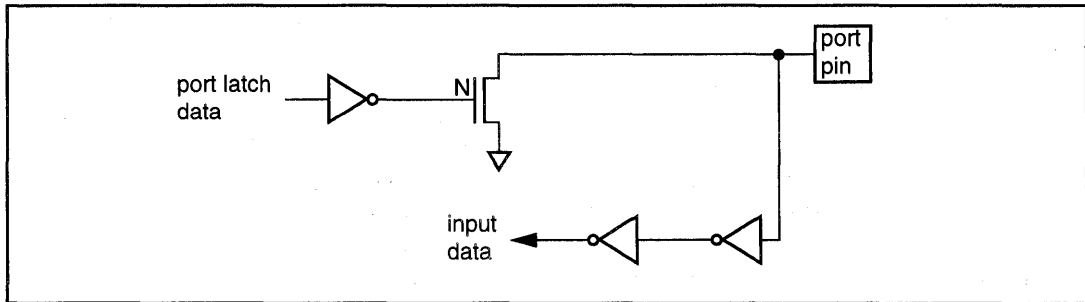 port latch
data
N
port
pin
input
data